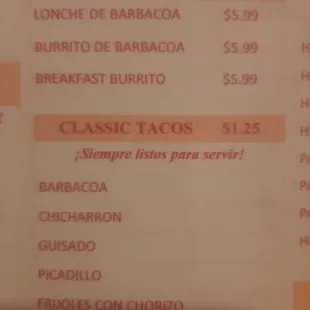 LONCHE DE BARBACOA $5.99
BURRITO DE BARBACOA $5.99
BREAKFAST BURRITO $5.99
CLASSIC TACOS $1.25
¡Siempre listos para servir!
BARBACOA
CHICHARRON
GUISADO
PICADILLO
FRIJOLES CON CHORIZO